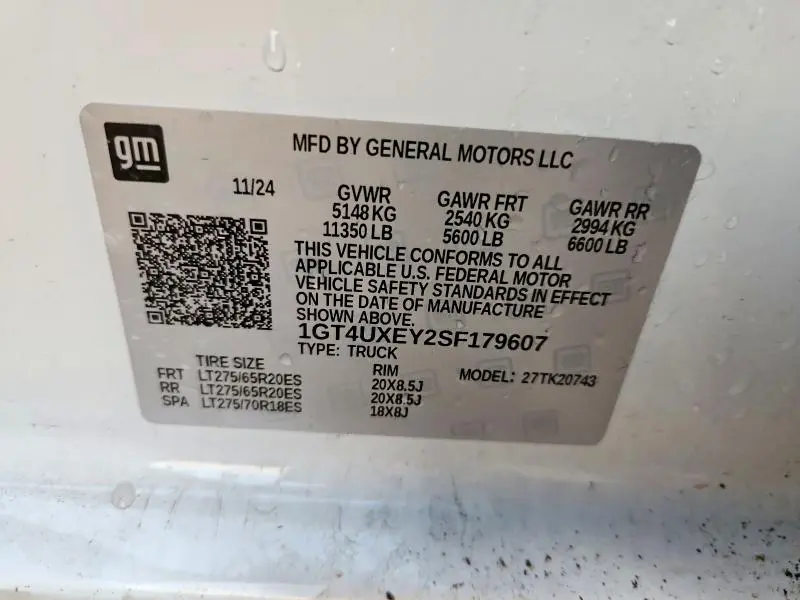 gm
MFD BY GENERAL MOTORS LLC
11/24
GVWR
5148 KG
11350 LB
GAWR FRT
2540 KG
5600 LB
GAWR RR
2994 KG
6600 LB
THIS VEHICLE CONFORMS TO ALL
APPLICABLE U.S. FEDERAL MOTOR
VEHICLE SAFETY STANDARDS IN EFFECT
ON THE DATE OF MANUFACTURE
SHOWN ABOVE.
1GT4UXEY2SF179607
TYPE: TRUCK
TIRE SIZE RIM
FRT LT275/65R20ES 20X8.5J
RR LT275/65R20ES 20X8.5J
SPA LT275/70R18ES 18X8J
MODEL: 27TK20743